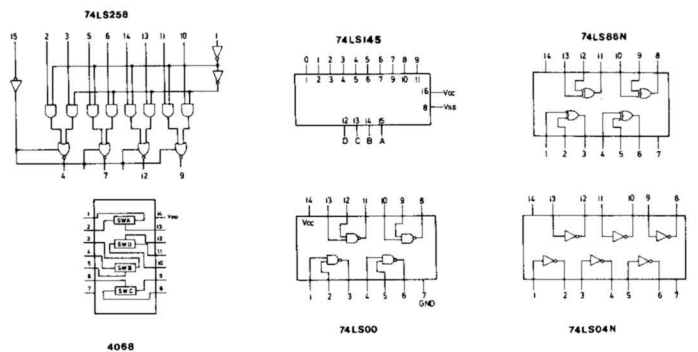 74LS258
15 2 3 5 6 14 13 11 10 1
4 7 12 9
74LS145
0 1 2 3 4 5 6 7 8 9
1 2 3 4 5 6 7 9 10 11
16 Vcc
8 Vss
12 13 14 15
D C B A
74LS86N
14 13 12 11 10 9 8
1 2 3 4 5 6 7
1 14
2 SWA 13
3 SWD 12
4 11
5 SWB 10
6 9
7 SWC 8
4068
14 13 12 11 10 9 8
Vcc
1 2 3 4 5 6 7
GND
74LS00
14 13 12 11 10 9 8
1 2 3 4 5 6 7
74LS04N